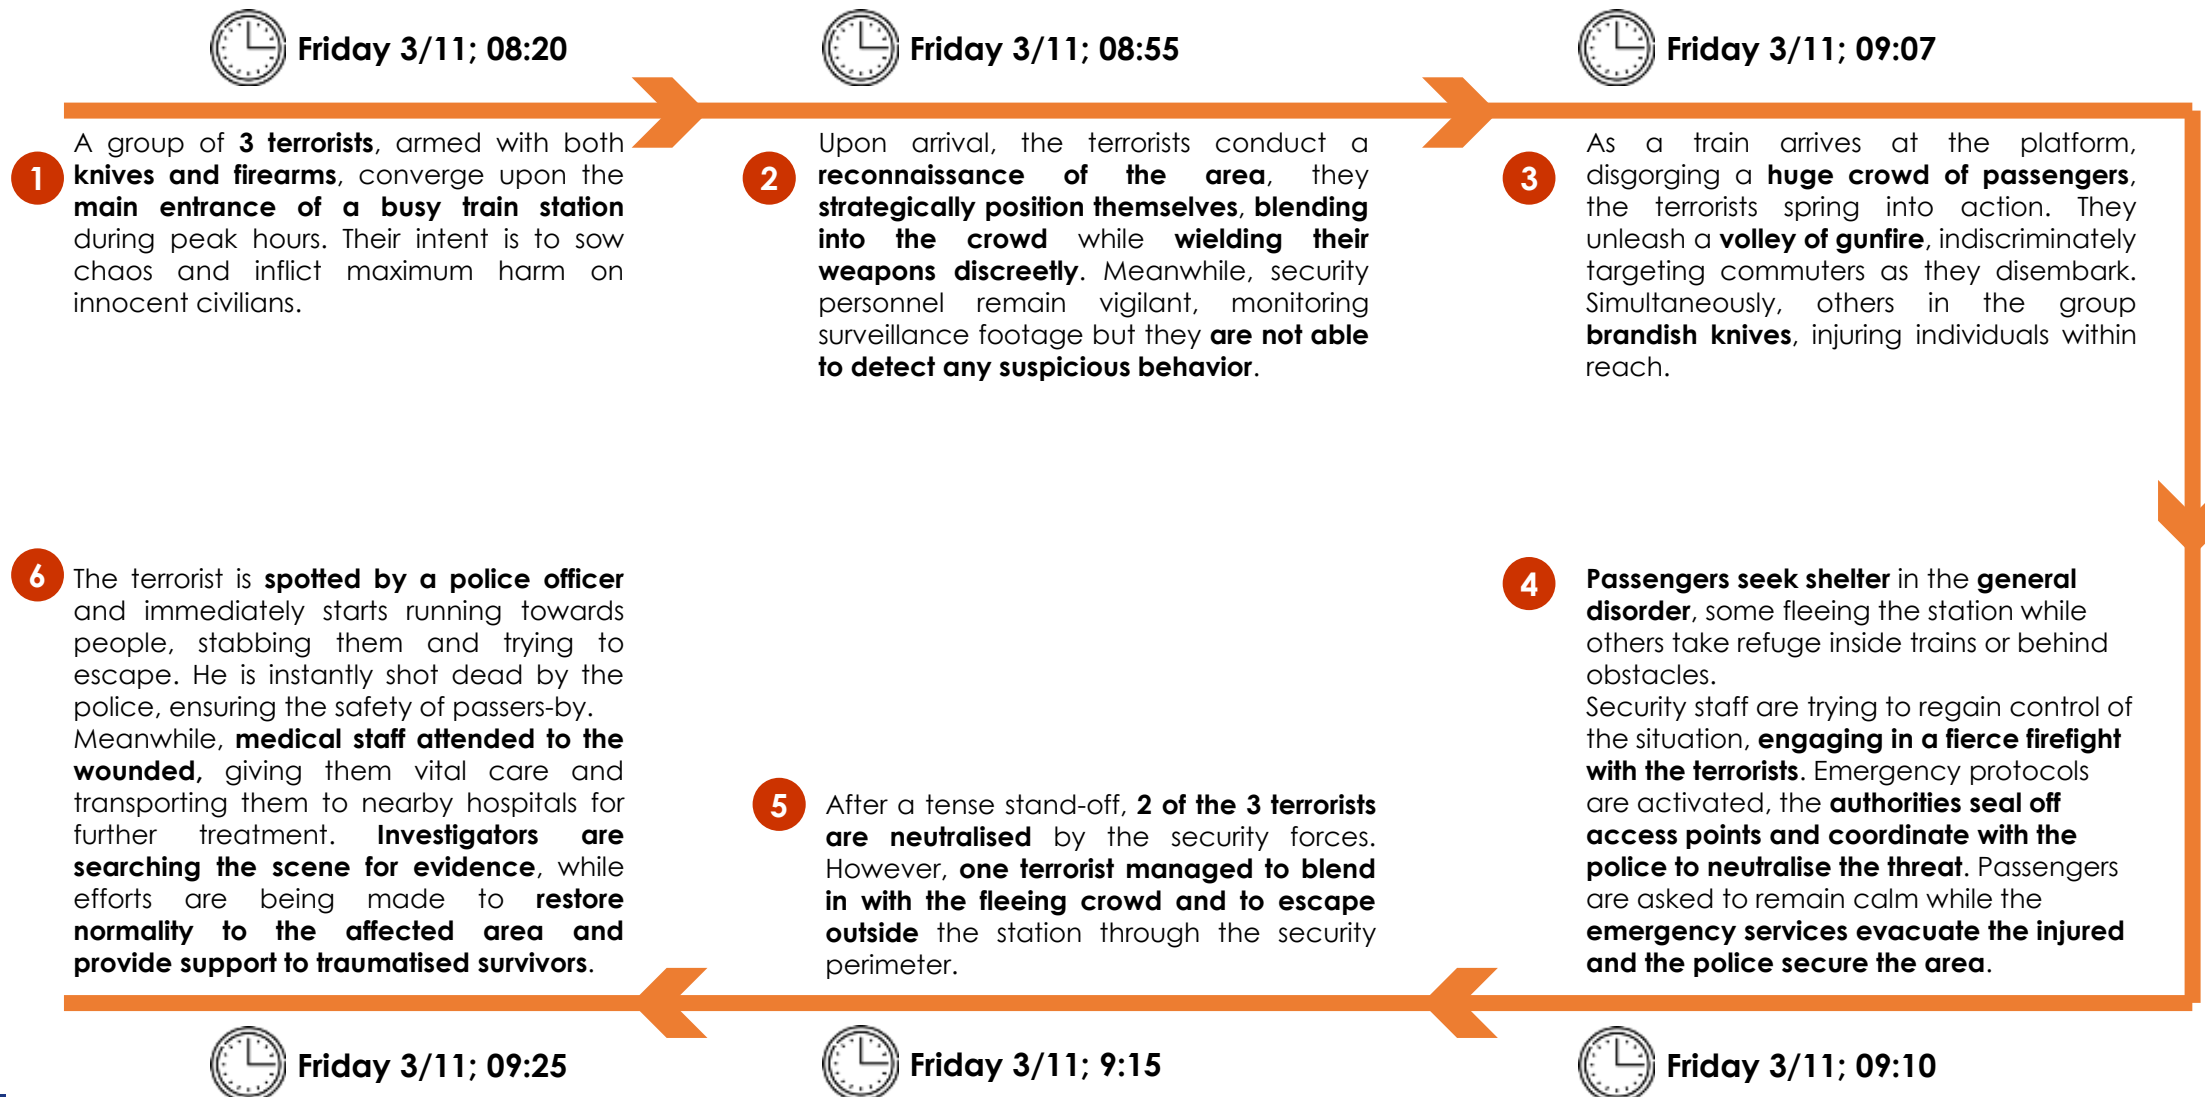 Friday 3/11; 08:20
1
A group of 3 terrorists, armed with both
knives and firearms, converge upon the
main entrance of a busy train station
during peak hours. Their intent is to sow
chaos and inflict maximum harm on
innocent civilians.
Friday 3/11; 08:55
2
Upon arrival, the terrorists conduct a
reconnaissance of the area, they
strategically position themselves, blending
into the crowd while wielding their
weapons discreetly. Meanwhile, security
personnel remain vigilant, monitoring
surveillance footage but they are not able
to detect any suspicious behavior.
Friday 3/11; 09:07
3
As a train arrives at the platform,
disgorging a huge crowd of passengers,
the terrorists spring into action. They
unleash a volley of gunfire, indiscriminately
targeting commuters as they disembark.
Simultaneously, others in the group
brandish knives, injuring individuals within
reach.
4
Passengers seek shelter in the general
disorder, some fleeing the station while
others take refuge inside trains or behind
obstacles.
Security staff are trying to regain control of
the situation, engaging in a fierce firefight
with the terrorists. Emergency protocols
are activated, the authorities seal off
access points and coordinate with the
police to neutralise the threat. Passengers
are asked to remain calm while the
emergency services evacuate the injured
and the police secure the area.
Friday 3/11; 09:10
5
After a tense stand-off, 2 of the 3 terrorists
are neutralised by the security forces.
However, one terrorist managed to blend
in with the fleeing crowd and to escape
outside the station through the security
perimeter.
Friday 3/11; 9:15
6
The terrorist is spotted by a police officer
and immediately starts running towards
people, stabbing them and trying to
escape. He is instantly shot dead by the
police, ensuring the safety of passers-by.
Meanwhile, medical staff attended to the
wounded, giving them vital care and
transporting them to nearby hospitals for
further treatment. Investigators are
searching the scene for evidence, while
efforts are being made to restore
normality to the affected area and
provide support to traumatised survivors.
Friday 3/11; 09:25